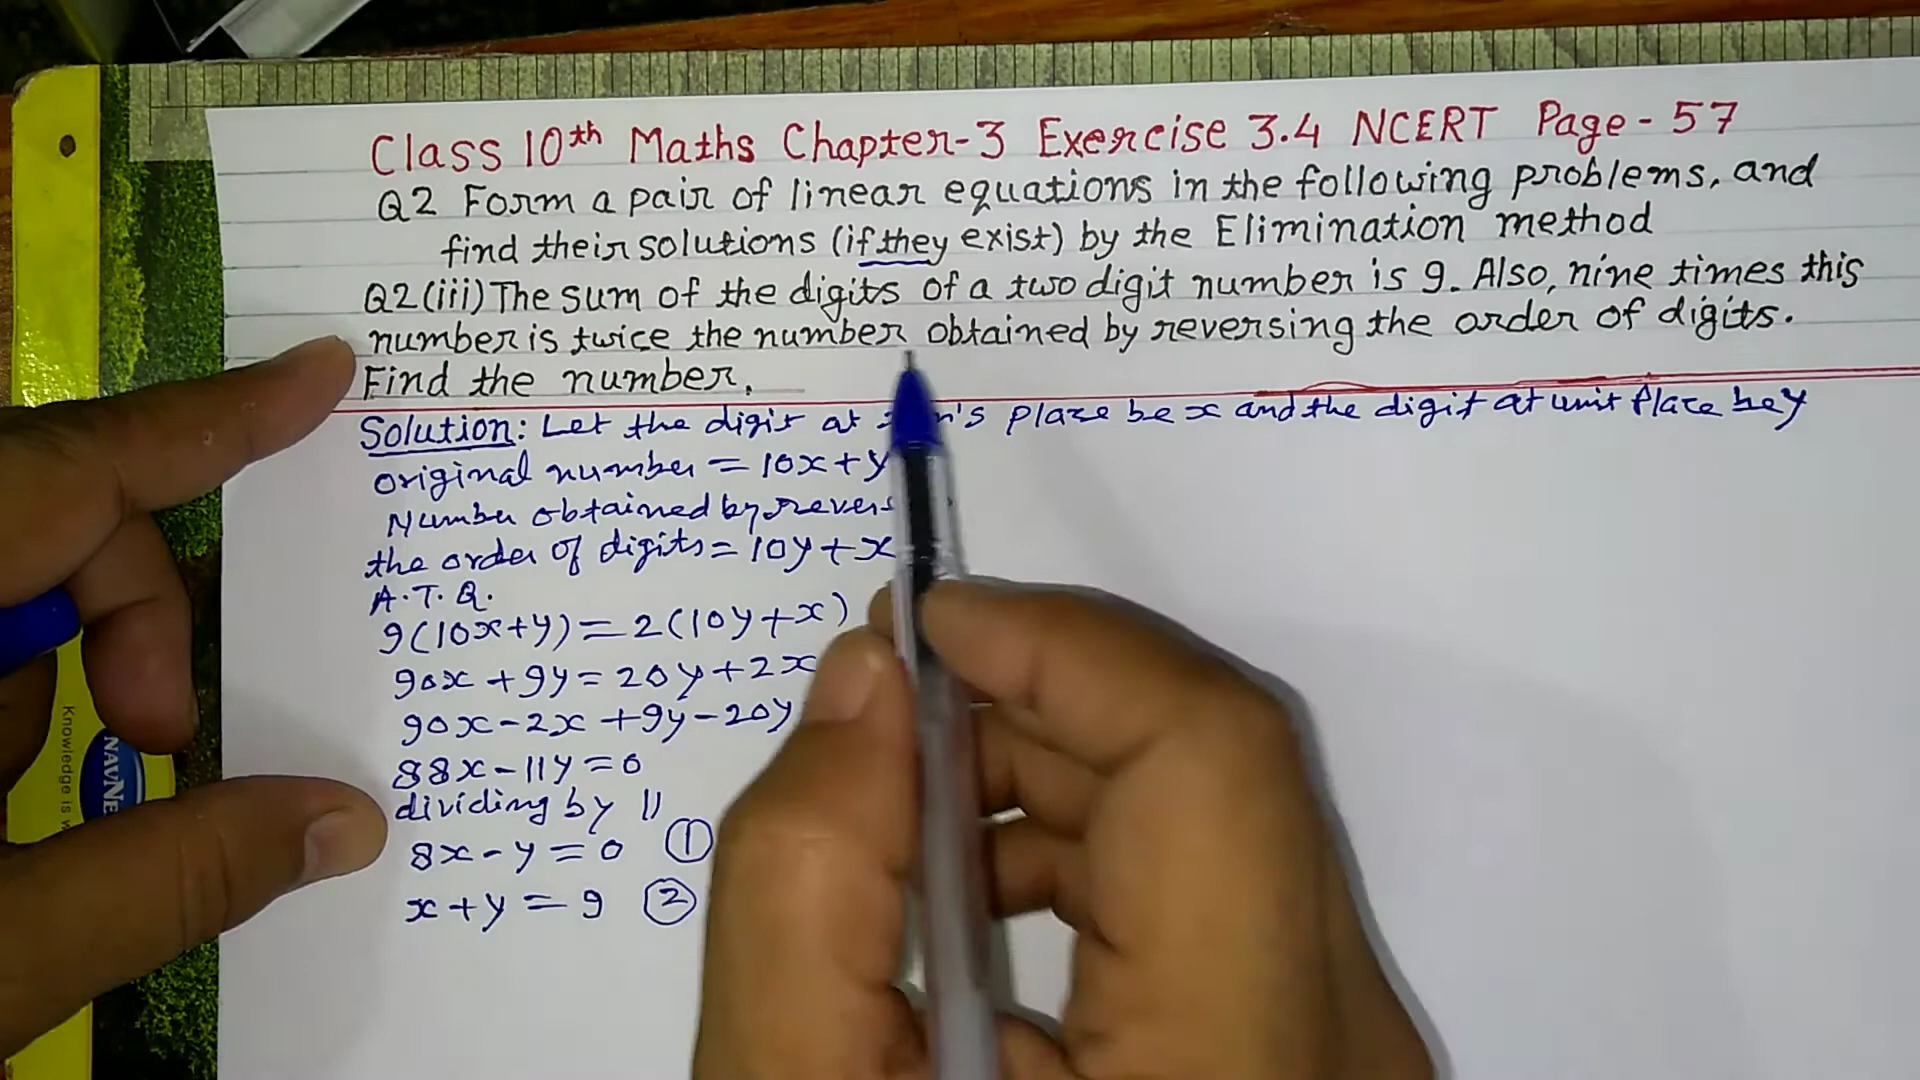 Class 10th Maths Chapter-3 Exercise 3.4 NCERT Page-57
Q2 Form a pair of linear equations in the following problems, and
find their solutions (if they exist) by the Elimination method
Q2(iii) The sum of the digits of a two digit number is 9. Also, nine times this
number is twice the number obtained by reversing the order of digits.
Find the number.
Solution: Let the digit at 's place be x and the digit at unit place be y
original number = 10x+y
Number obtained by revers
the order of digits = 10y+x
A.T.Q.
9(10x+y)=2(10y+x)
90x+9y=20y+2x
90x-2x+9y-20y
88x-11y=0
dividing by 11
8x-y=0 ①
x+y=9 ②
Knowledge is
NAVNE